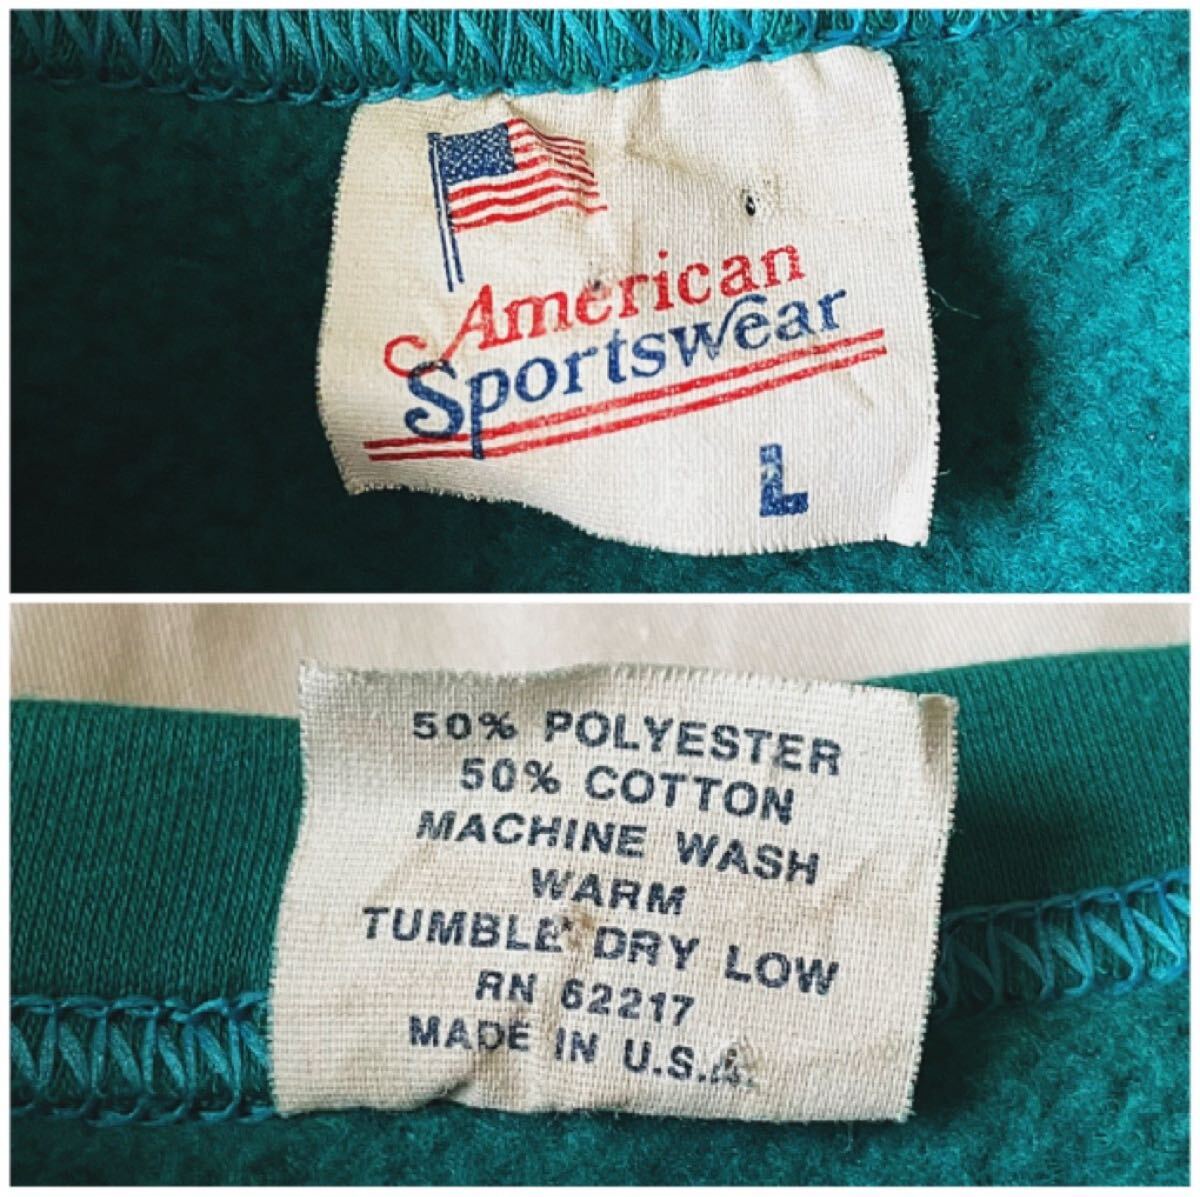 American
Sportswear
L
50% POLYESTER
50% COTTON
MACHINE WASH
WARM
TUMBLE DRY LOW
RN 62217
MADE IN U.S.A.